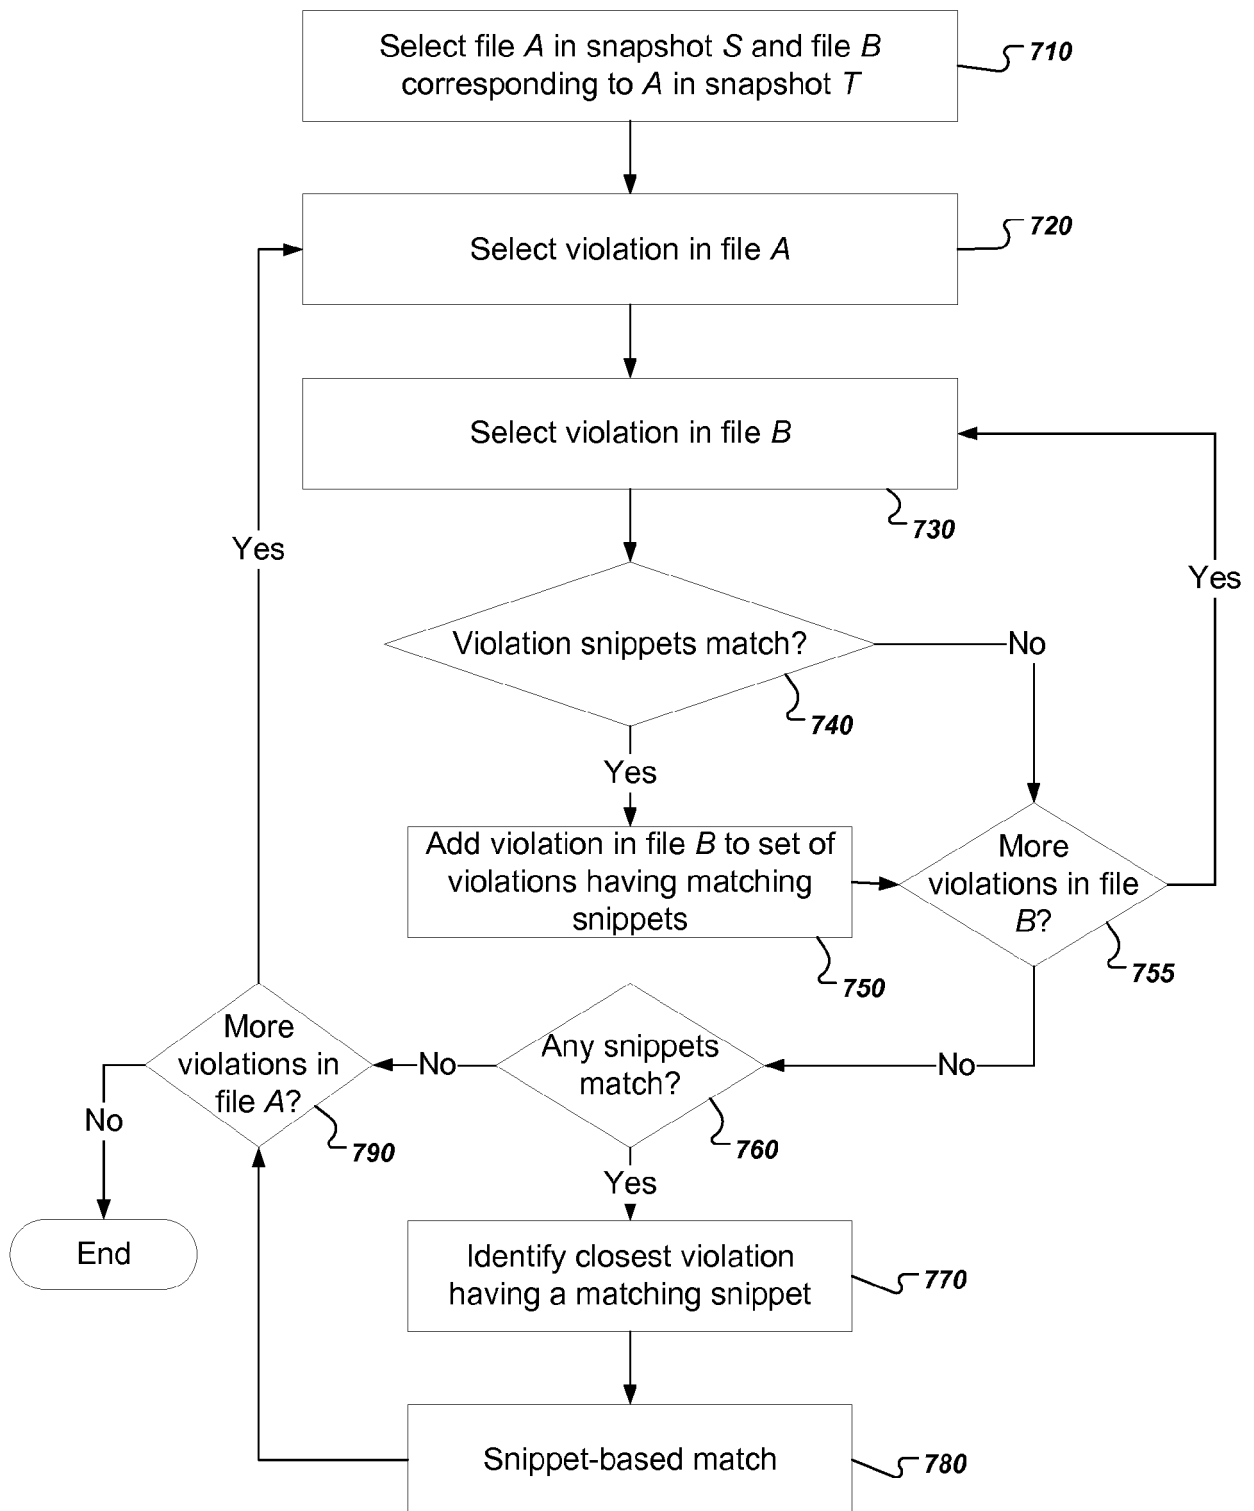 Select file A in snapshot S and file B
corresponding to A in snapshot T
710
Select violation in file A
720
Select violation in file B
730
Yes
Yes
Violation snippets match?
No
740
Yes
Add violation in file B to set of
violations having matching
snippets
750
More
violations in file
B?
755
More
violations in
file A?
790
No
Any snippets
match?
760
No
No
Yes
End
Identify closest violation
having a matching snippet
770
Snippet-based match
780